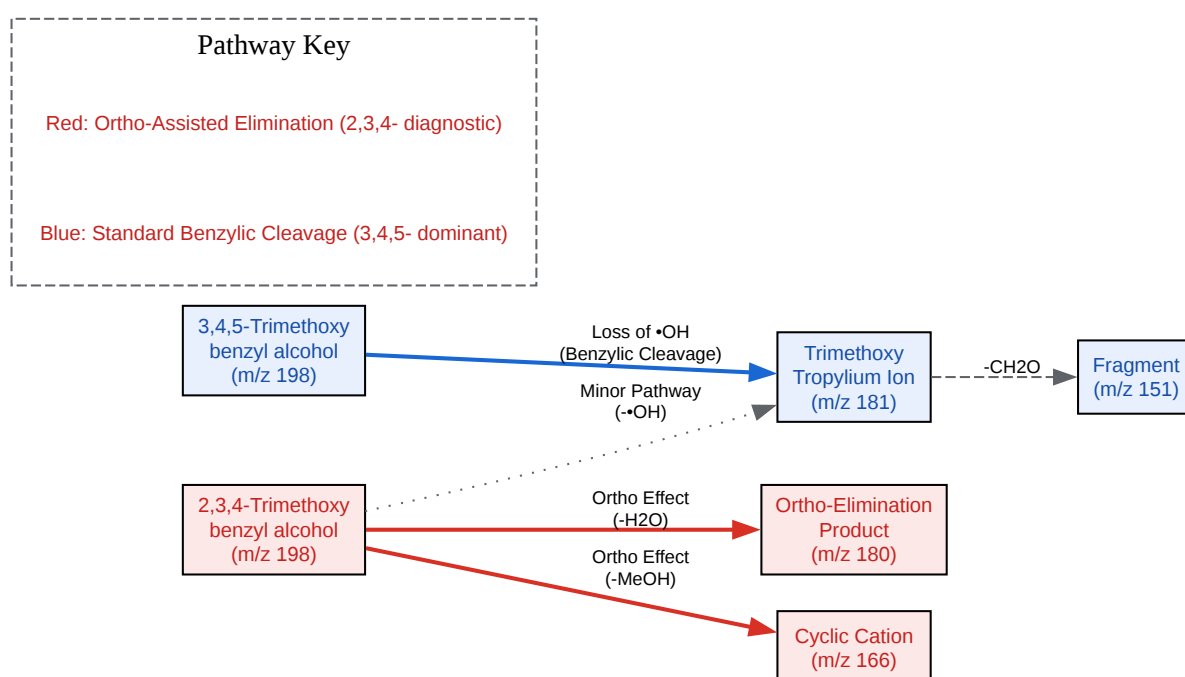 Pathway Key
Red: Ortho-Assisted Elimination (2,3,4- diagnostic)
Blue: Standard Benzylic Cleavage (3,4,5- dominant)
3,4,5-Trimethoxy
benzyl alcohol
(m/z 198)
Loss of •OH
(Benzylic Cleavage)
Trimethoxy
Tropylium Ion
(m/z 181)
-CH2O
Fragment
(m/z 151)
Minor Pathway
(-•OH)
2,3,4-Trimethoxy
benzyl alcohol
(m/z 198)
Ortho Effect
(-H2O)
Ortho-Elimination
Product
(m/z 180)
Ortho Effect
(-MeOH)
Cyclic Cation
(m/z 166)